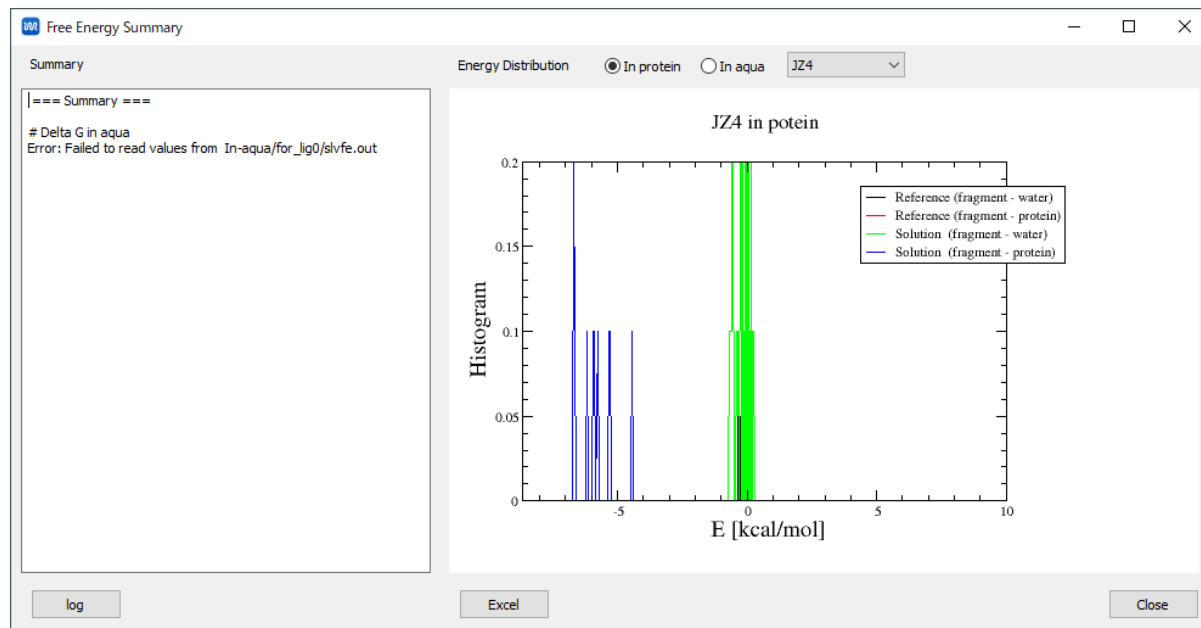 Free Energy Summary
Summary
Energy Distribution In protein In aqua JZ4
=== Summary ===
# Delta G in aqua
Error: Failed to read values from In-aqua/for_lig0/slvfe.out
JZ4 in potein
Reference (fragment - water)
Reference (fragment - protein)
Solution (fragment - water)
Solution (fragment - protein)
Histogram
0.2
0.15
0.1
0.05
0
-5
0
5
10
E [kcal/mol]
log
Excel
Close